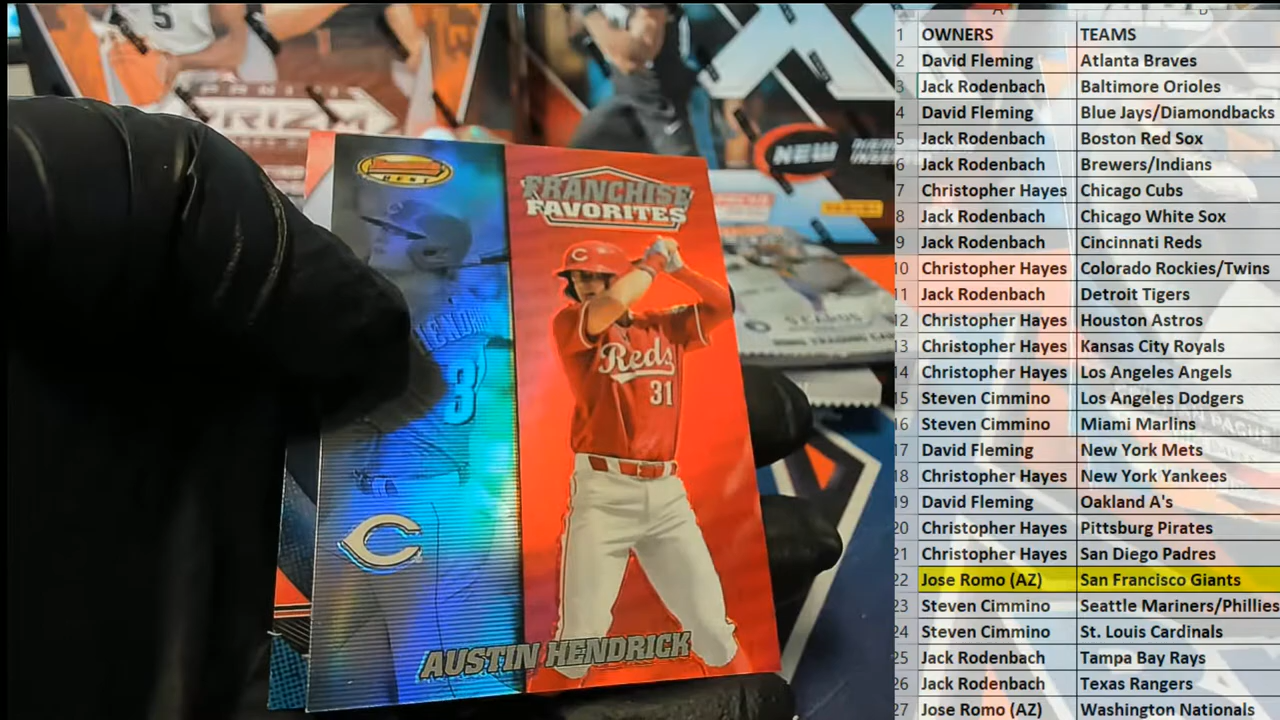 5
PRIZM
NEW
BEST
FRANCHISE
FAVORITES
Reds
31
C
AUSTIN HENDRICK
5 CARDS
A
1 OWNERS TEAMS
2 David Fleming Atlanta Braves
3 Jack Rodenbach Baltimore Orioles
4 David Fleming Blue Jays/Diamondbacks
5 Jack Rodenbach Boston Red Sox
6 Jack Rodenbach Brewers/Indians
7 Christopher Hayes Chicago Cubs
8 Jack Rodenbach Chicago White Sox
9 Jack Rodenbach Cincinnati Reds
10 Christopher Hayes Colorado Rockies/Twins
11 Jack Rodenbach Detroit Tigers
12 Christopher Hayes Houston Astros
13 Christopher Hayes Kansas City Royals
14 Christopher Hayes Los Angeles Angels
15 Steven Cimmino Los Angeles Dodgers
16 Steven Cimmino Miami Marlins
17 David Fleming New York Mets
18 Christopher Hayes New York Yankees
19 David Fleming Oakland A's
20 Christopher Hayes Pittsburg Pirates
21 Christopher Hayes San Diego Padres
22 Jose Romo (AZ) San Francisco Giants
23 Steven Cimmino Seattle Mariners/Phillies
24 Steven Cimmino St. Louis Cardinals
25 Jack Rodenbach Tampa Bay Rays
26 Jack Rodenbach Texas Rangers
27 Jose Romo (AZ) Washington Nationals